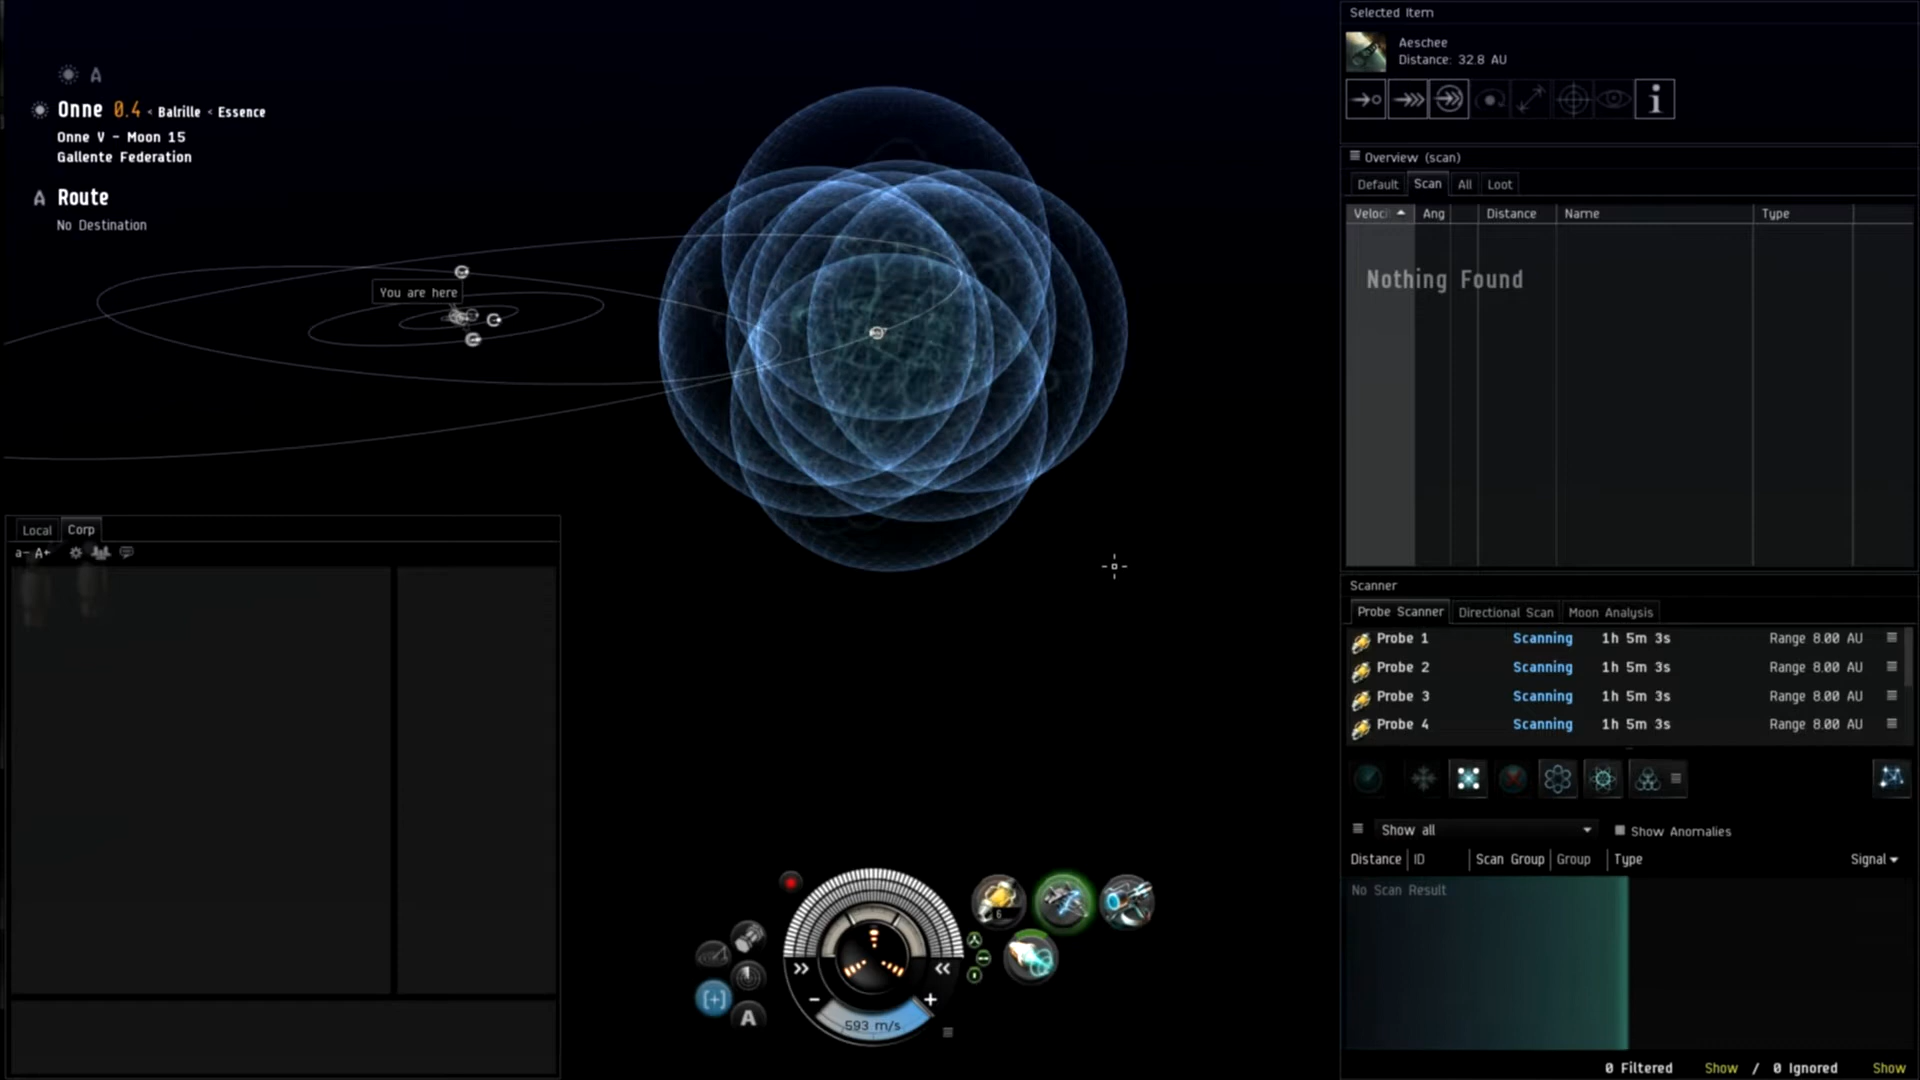 A
Onne 0.4 < Balrille < Essence
Onne V - Moon 15
Gallente Federation
A Route
No Destination
You are here
Local Corp
a- A+
593 m/s
A
6
Selected Item
Aeschee
Distance: 32.8 AU
Overview (scan)
Default Scan All Loot
Veloci Ang Distance Name Type
Nothing Found
Scanner
Probe Scanner Directional Scan Moon Analysis
Probe 1 Scanning 1h 5m 3s Range 8.00 AU
Probe 2 Scanning 1h 5m 3s Range 8.00 AU
Probe 3 Scanning 1h 5m 3s Range 8.00 AU
Probe 4 Scanning 1h 5m 3s Range 8.00 AU
Show all Show Anomalies
Distance ID Scan Group Group Type Signal
No Scan Result
0 Filtered Show / 0 Ignored Show